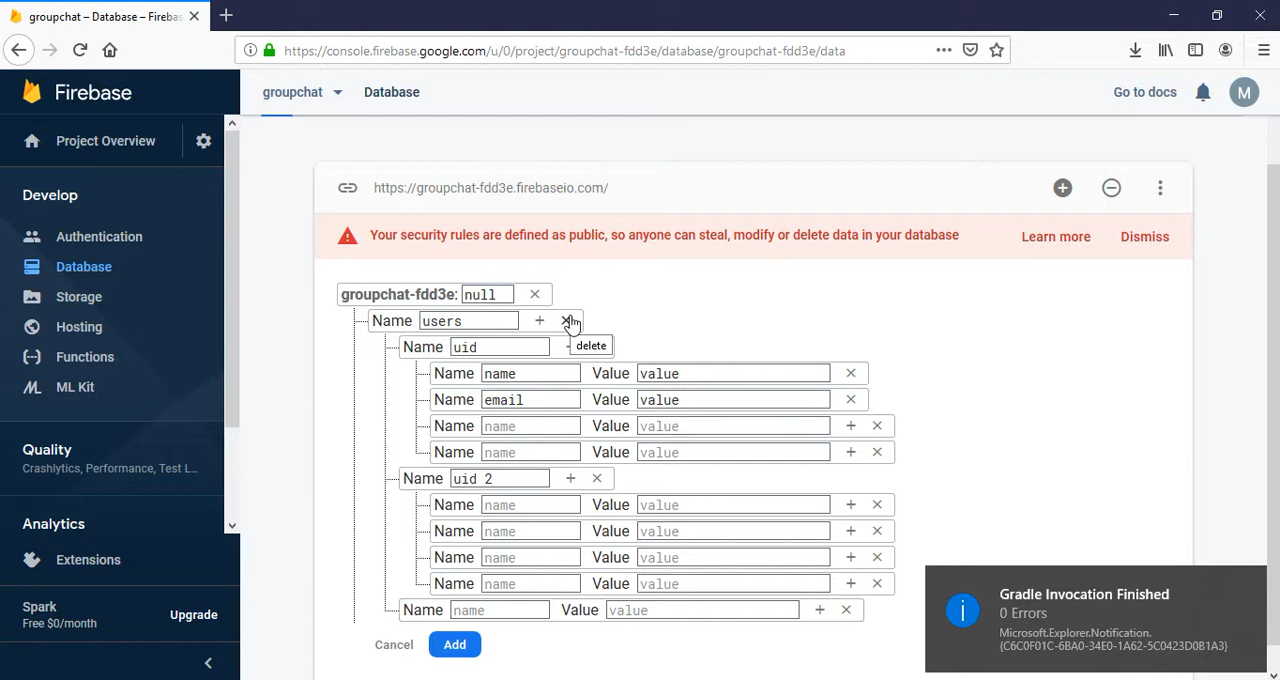 groupchat – Database – Fireba
https://console.firebase.google.com/u/0/project/groupchat-fdd3e/database/groupchat-fdd3e/data
Firebase
groupchat
Database
Go to docs
M
Project Overview
https://groupchat-fdd3e.firebaseio.com/
Develop
Your security rules are defined as public, so anyone can steal, modify or delete data in your database
Learn more
Dismiss
Authentication
Database
Storage
Hosting
Functions
ML Kit
groupchat-fdd3e: null
Name users
delete
Name uid
Name name Value value
Name email Value value
Name name Value value
Name name Value value
Name uid 2
Name name Value value
Name name Value value
Name name Value value
Name name Value value
Name name Value value
Cancel
Add
Quality
Crashlytics, Performance, Test L...
Analytics
Extensions
Spark
Free $0/month
Upgrade
Gradle Invocation Finished
0 Errors
Microsoft.Explorer.Notification.
{C6C0F01C-6BA0-34E0-1A62-5C0423D0B1A3}